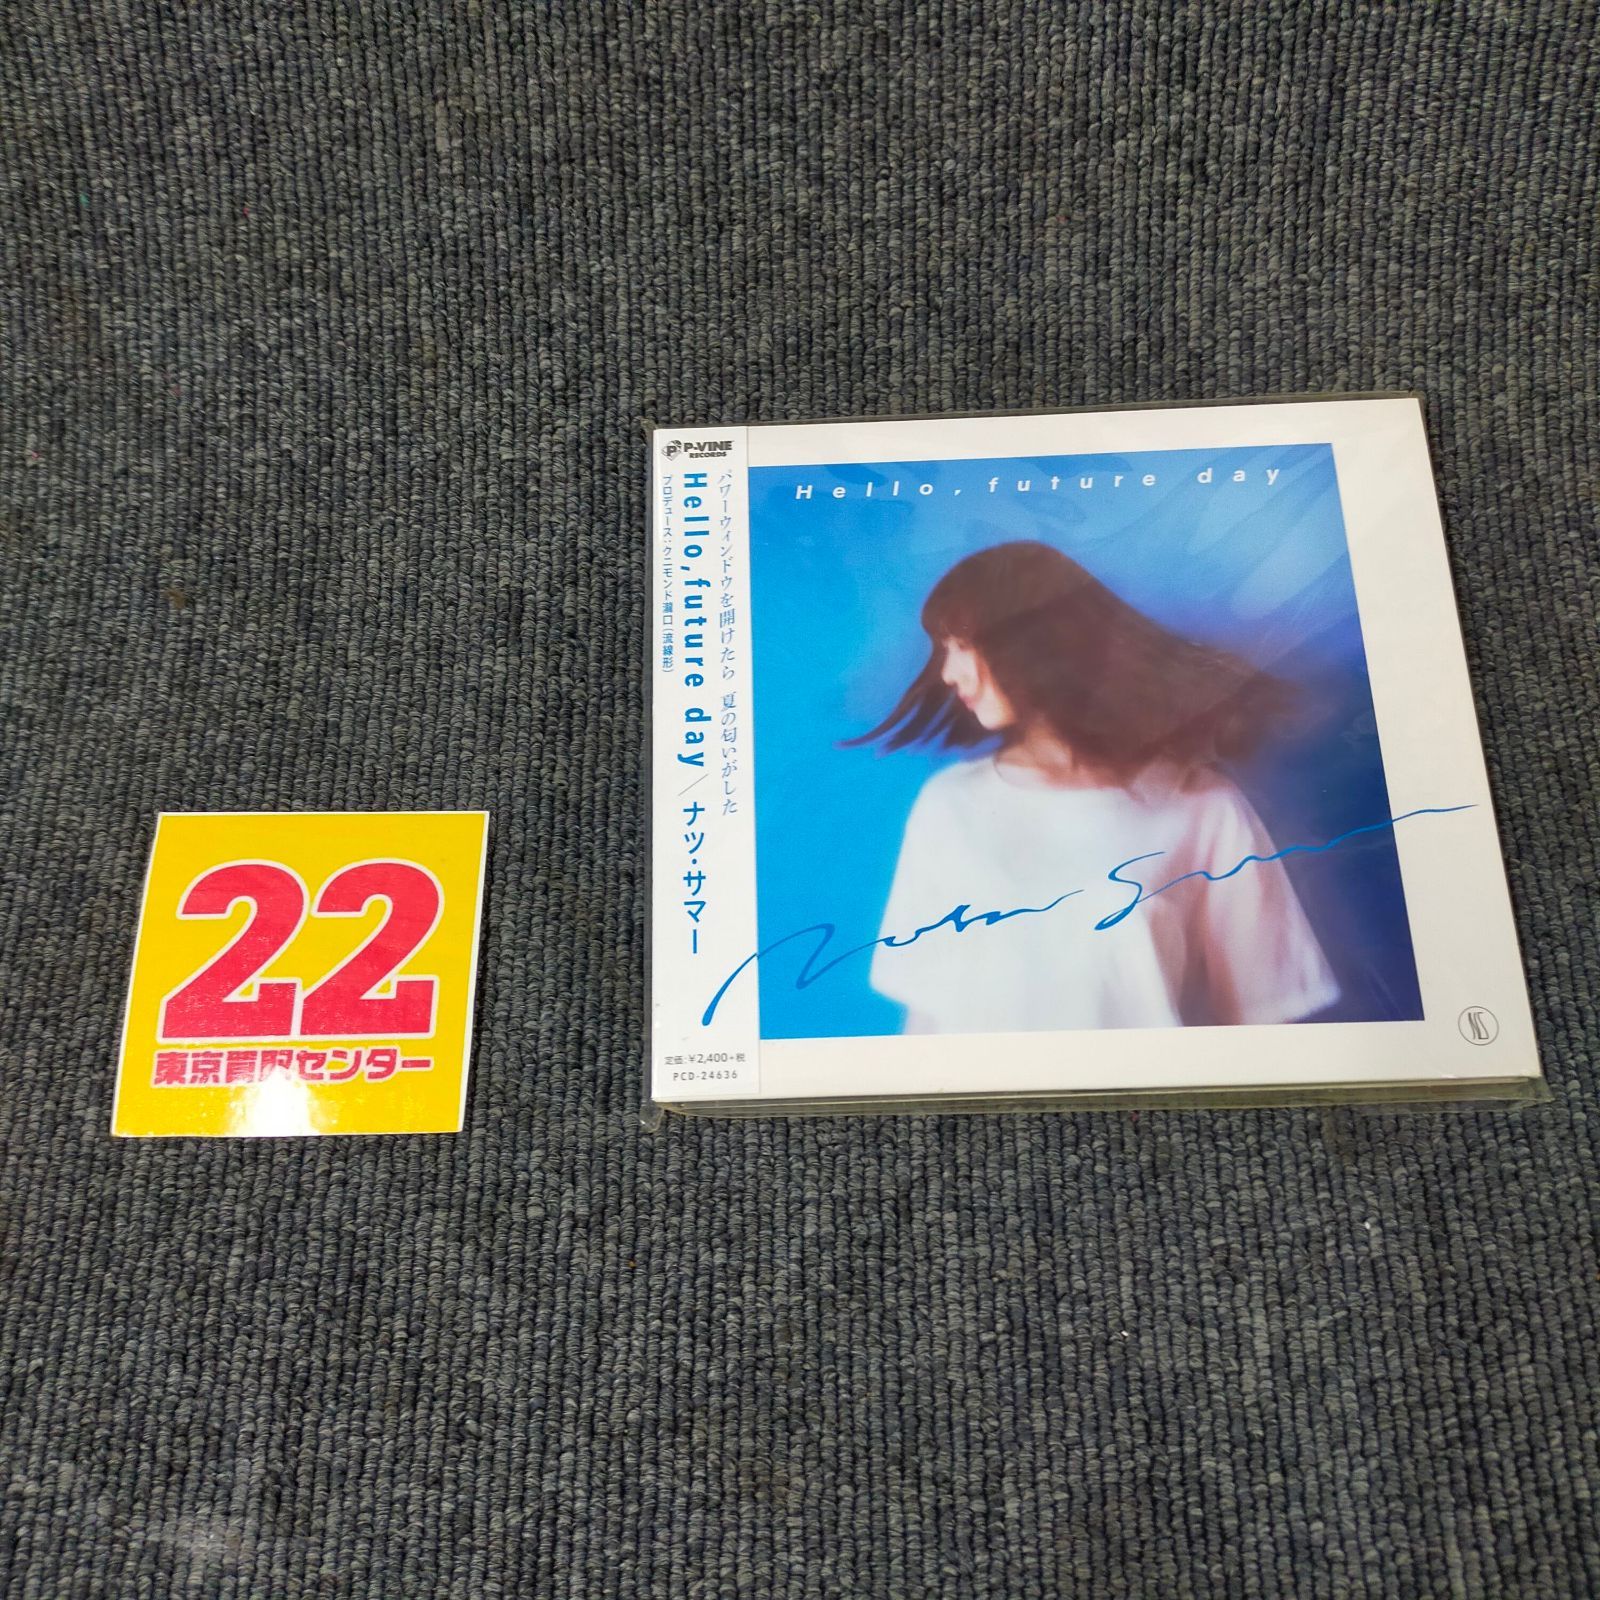 22
東京買取センター
P-VINE
RECORDS
パワーウィンドウを開けたら 夏の匂いがした
Hello, future day / ナツ・サマー
プロデュース：クニモンド瀧口（流線形）
定価：¥2,400+税
PCD-24636
Hello, future day
Natsu Summer
NS